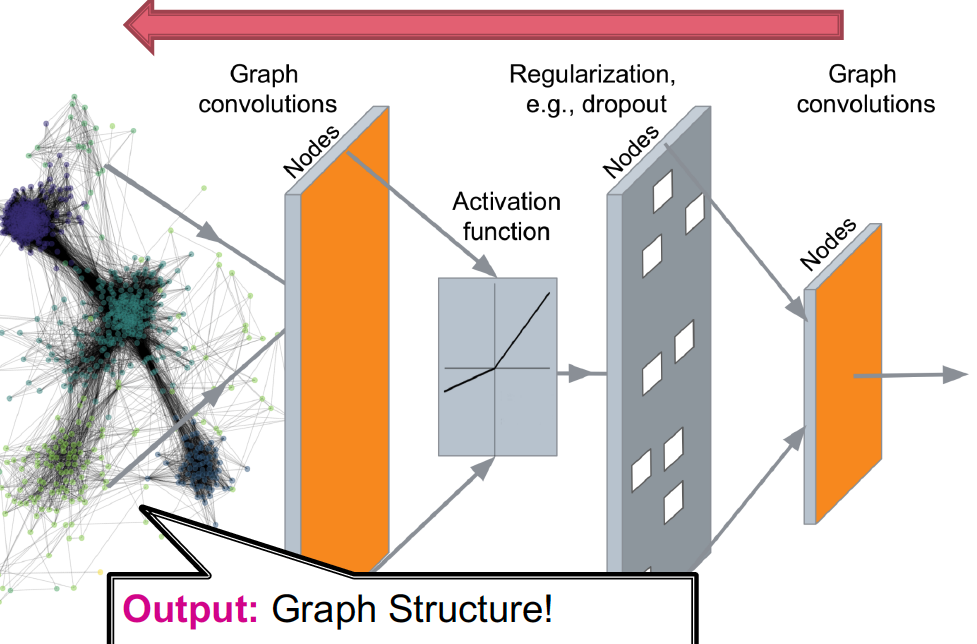 Graph
convolutions
Regularization,
e.g., dropout
Graph
convolutions
Nodes
Nodes
Activation
function
Nodes
Output: Graph Structure!